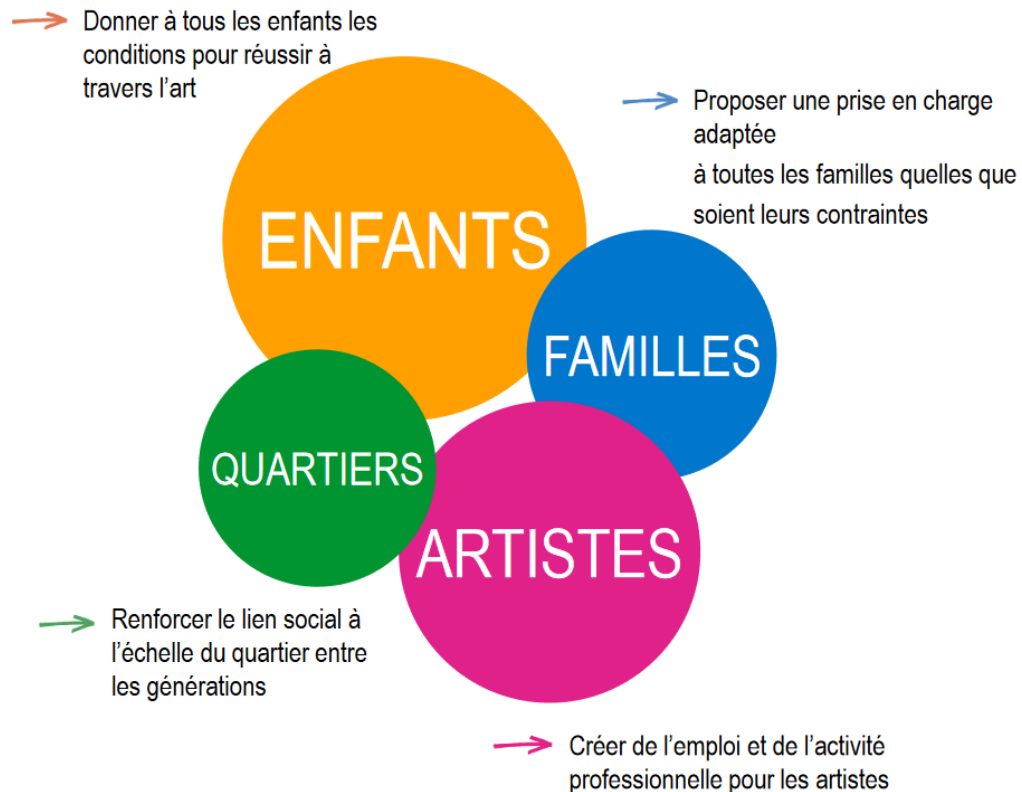 Donner à tous les enfants les
conditions pour réussir à
travers l’art
Proposer une prise en charge
adaptée
à toutes les familles quelles que
soient leurs contraintes
ENFANTS
FAMILLES
QUARTIERS
ARTISTES
Renforcer le lien social à
l’échelle du quartier entre
les générations
Créer de l’emploi et de l’activité
professionnelle pour les artistes